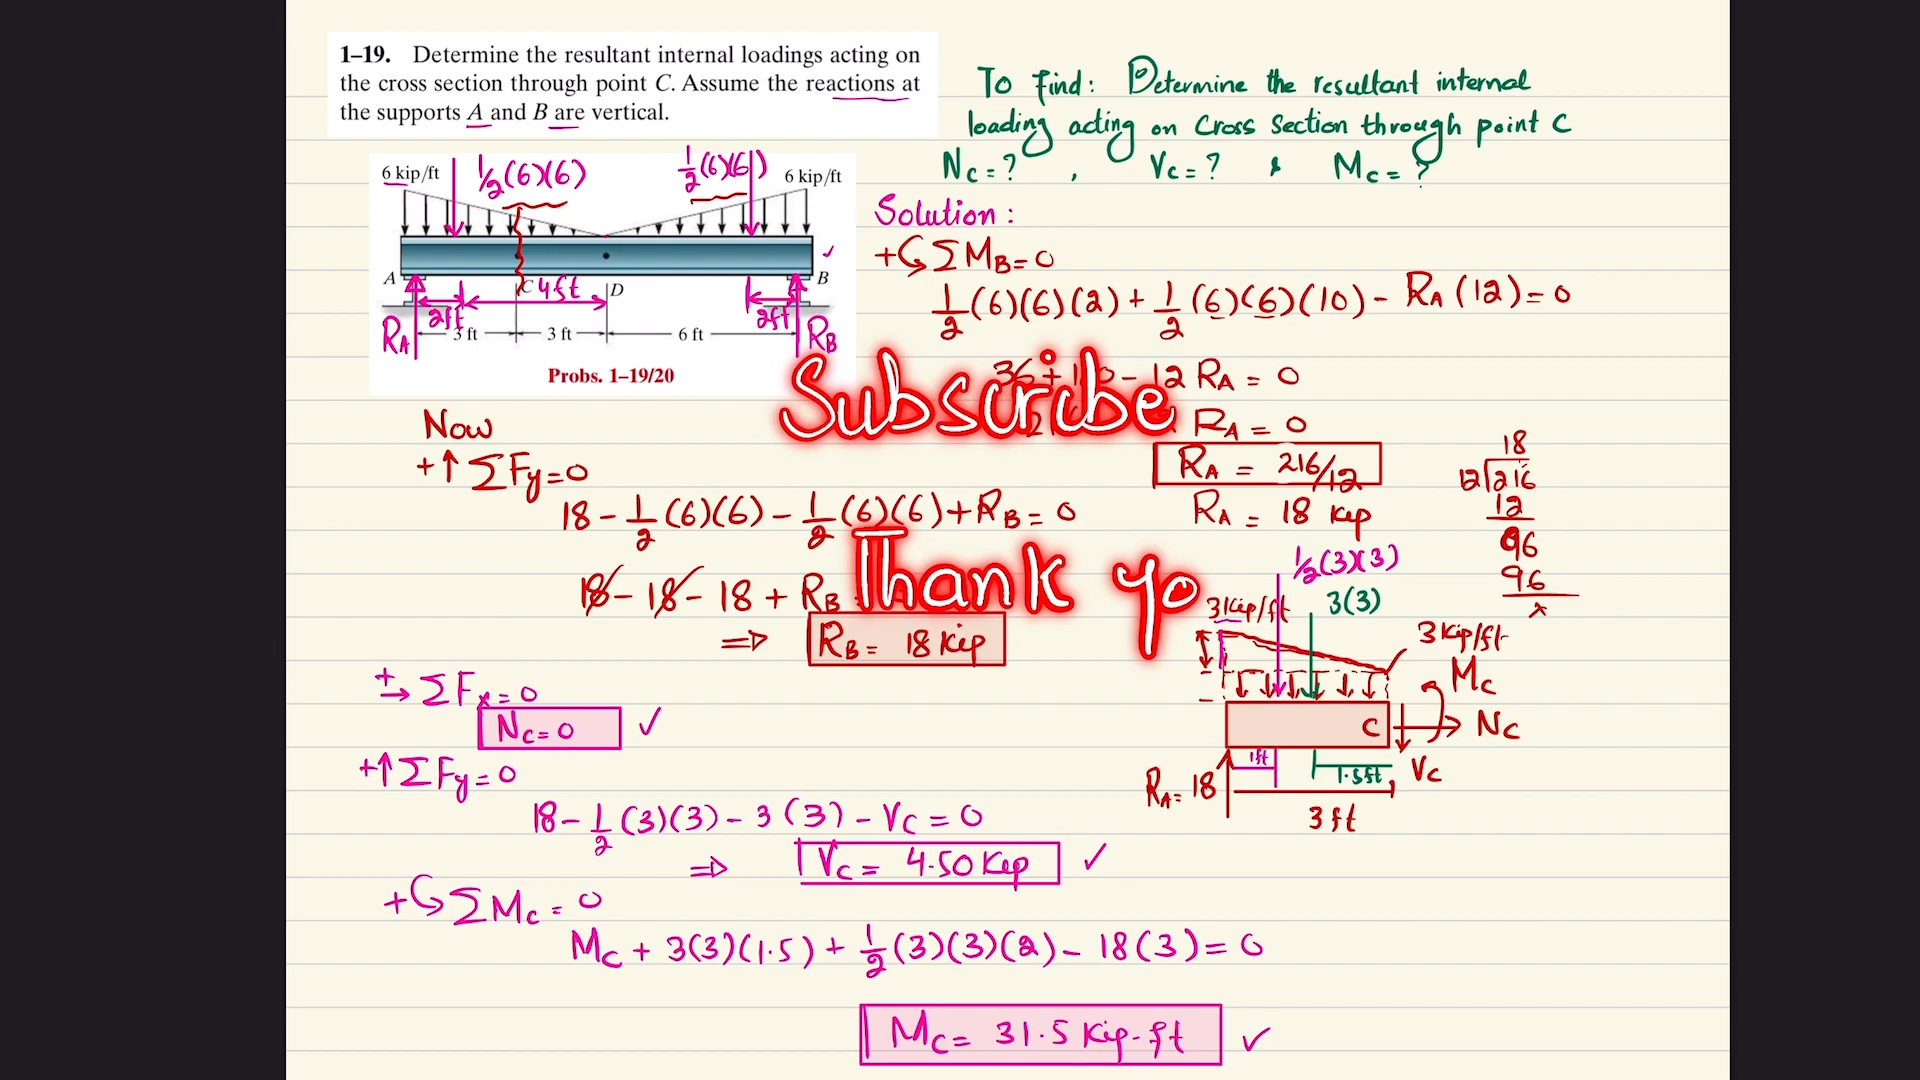 1–19. Determine the resultant internal loadings acting on
the cross section through point C. Assume the reactions at
the supports A and B are vertical.
To find: Determine the resultant internal
loading acting on cross section through point C
Nc = ? , Vc = ? & Mc = ?
6 kip/ft
1/2(6)(6)
1/2(6)(6)
6 kip/ft
A
B
C
4ft
D
2ft
2ft
RA
3 ft
3 ft
6 ft
RB
Probs. 1–19/20
Solution :
+ ΣMB = 0
1/2 (6)(6)(2) + 1/2 (6)(6)(10) - RA (12) = 0
- 12 RA = 0
RA = 0
RA = 216/12
RA = 18 kip
18
12 216
12
96
96
x
Subscribe
Thank yo
Now
+↑ ΣFy = 0
18 - 1/2 (6)(6) - 1/2 (6)(6) + RB = 0
18 - 18 - 18 + RB
⇒ RB = 18 kip
+→ ΣFx = 0
Nc = 0 ✓
+↑ ΣFy = 0
18 - 1/2 (3)(3) - 3(3) - Vc = 0
⇒ Vc = 4.50 kip ✓
+ ΣMc = 0
Mc + 3(3)(1.5) + 1/2 (3)(3)(2) - 18(3) = 0
Mc = 31.5 kip-ft ✓
1/2(3)(3)
3(3)
3kip/ft
3 kip/ft
Mc
C
Nc
Vc
1ft
1.5ft
RA = 18
3 ft